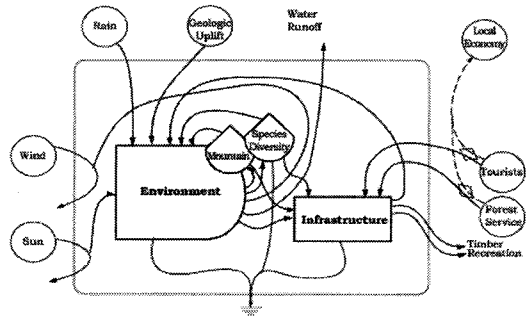 Rain
Geologic
Uplift
Water
Runoff
Local
Economy
Wind
Mountain
Species
Diversity
Environment
Tourists
Sun
Infrastructure
Forest
Service
Timber
Recreation